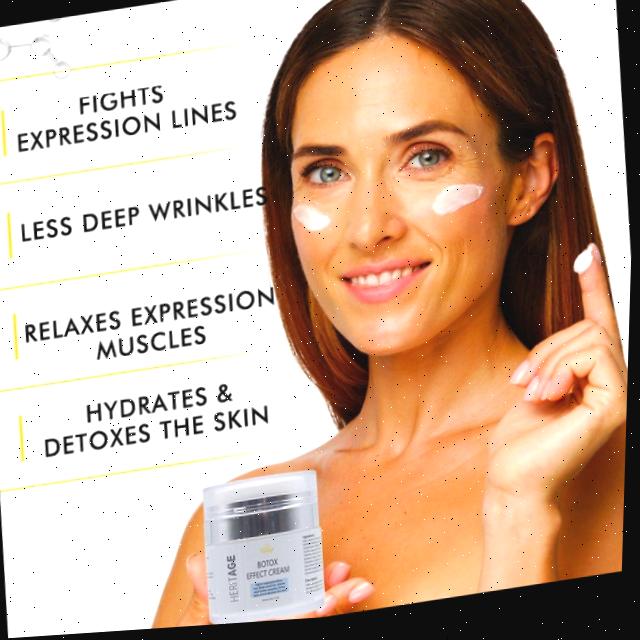 FIGHTS
EXPRESSION LINES
LESS DEEP WRINKLES
RELAXES EXPRESSION
MUSCLES
HYDRATES &
DETOXES THE SKIN
HERITAGE
BOTOX
EFFECT CREAM